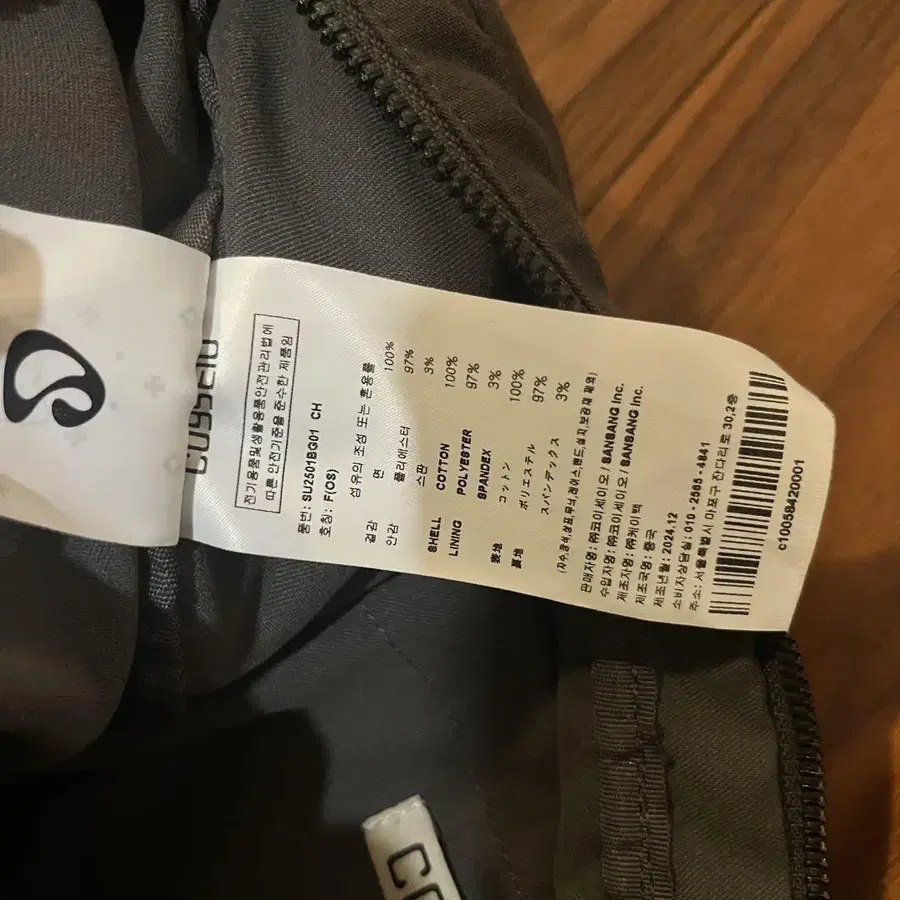 coyseio
전기용품및생활용품안전관리법에
따른 안전기준을 준수한 제품임
품번: SU2501BG01 CH
호칭: F(OS)
섬유의 조성 또는 혼용률
겉감 면 100%
안감 폴리에스터 97%
스판 3%
SHELL COTTON 100%
LINING POLYESTER 97%
SPANDEX 3%
表地 コットン 100%
裏地 ポリエステル 97%
スパンデックス 3%
판매자명: ㈜코이세이오 / SANSANG Inc.
수입자명: ㈜코이세이오 / SANSANG Inc.
제조자명: ㈜케이택
제조국명: 중국
제조년월: 2024.12
소비자상담실: 010 - 2585 - 4841
주소: 서울특별시 마포구 잔다리로 30, 2층
c10058420001